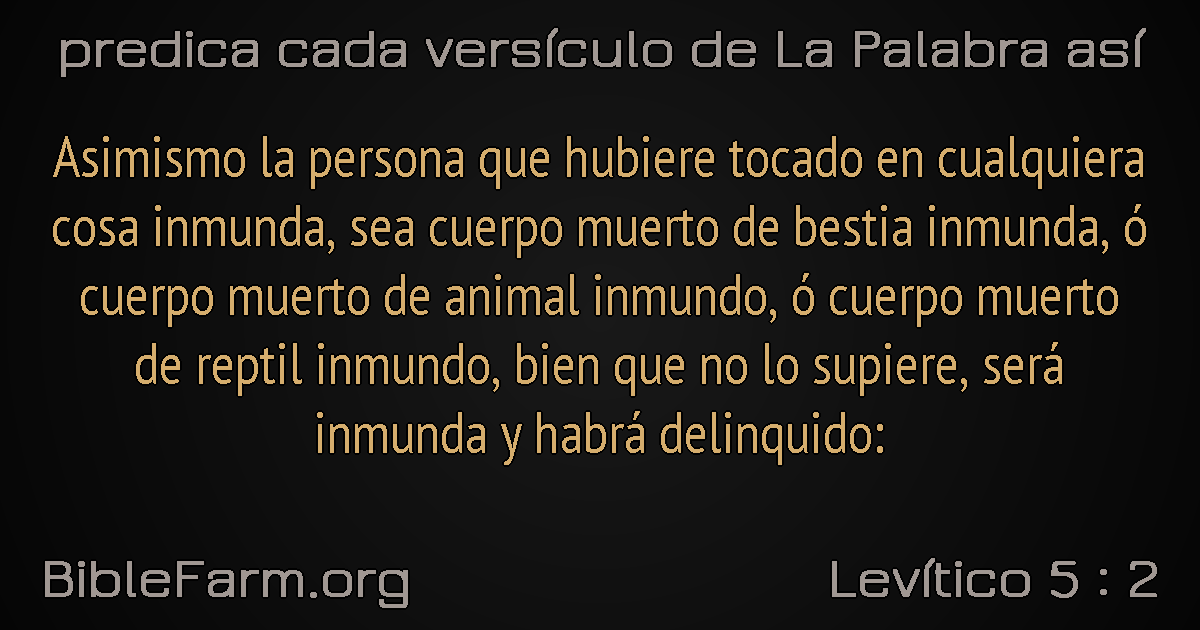 predica cada versículo de La Palabra así
Asimismo la persona que hubiere tocado en cualquiera
cosa inmunda, sea cuerpo muerto de bestia inmunda, ó
cuerpo muerto de animal inmundo, ó cuerpo muerto
de reptil inmundo, bien que no lo supiere, será
inmunda y habrá delinquido:
BibleFarm.org
Levítico 5 : 2